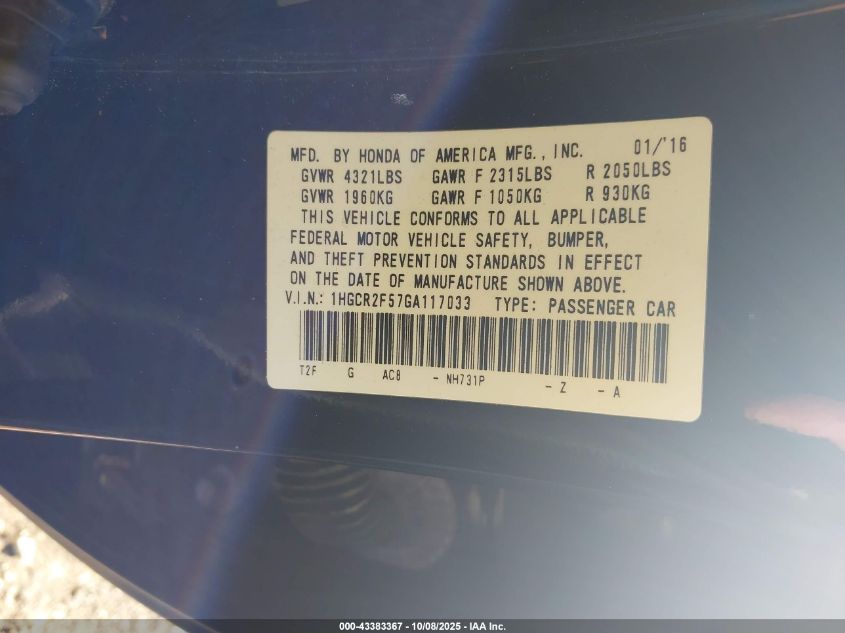 MFD. BY HONDA OF AMERICA MFG., INC. 01/'16
GVWR 4321LBS GAWR F 2315LBS R 2050LBS
GVWR 1960KG GAWR F 1050KG R 930KG
THIS VEHICLE CONFORMS TO ALL APPLICABLE
FEDERAL MOTOR VEHICLE SAFETY, BUMPER,
AND THEFT PREVENTION STANDARDS IN EFFECT
ON THE DATE OF MANUFACTURE SHOWN ABOVE.
V.I.N.: 1HGCR2F57GA117033 TYPE: PASSENGER CAR
T2F G AC8 - NH731P - Z - A
000-43383367 - 10/08/2025 - IAA Inc.